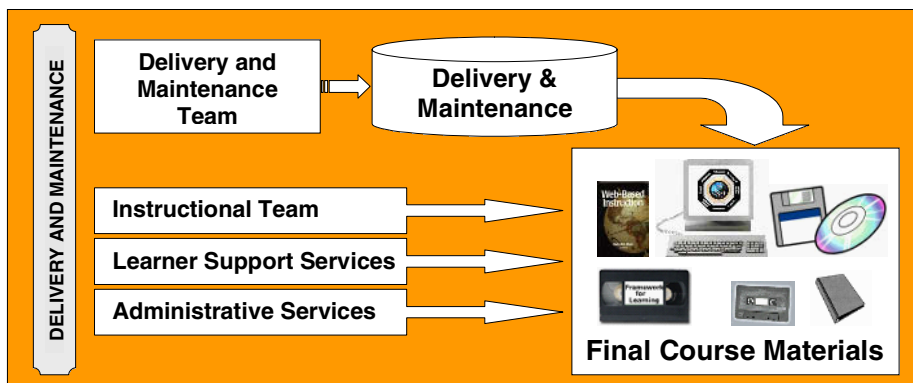 DELIVERY AND MAINTENANCE
Delivery and
Maintenance
Team
Delivery &
Maintenance
Instructional Team
Learner Support Services
Administrative Services
Web-Based
Instruction
Framework
for
Learning
Final Course Materials